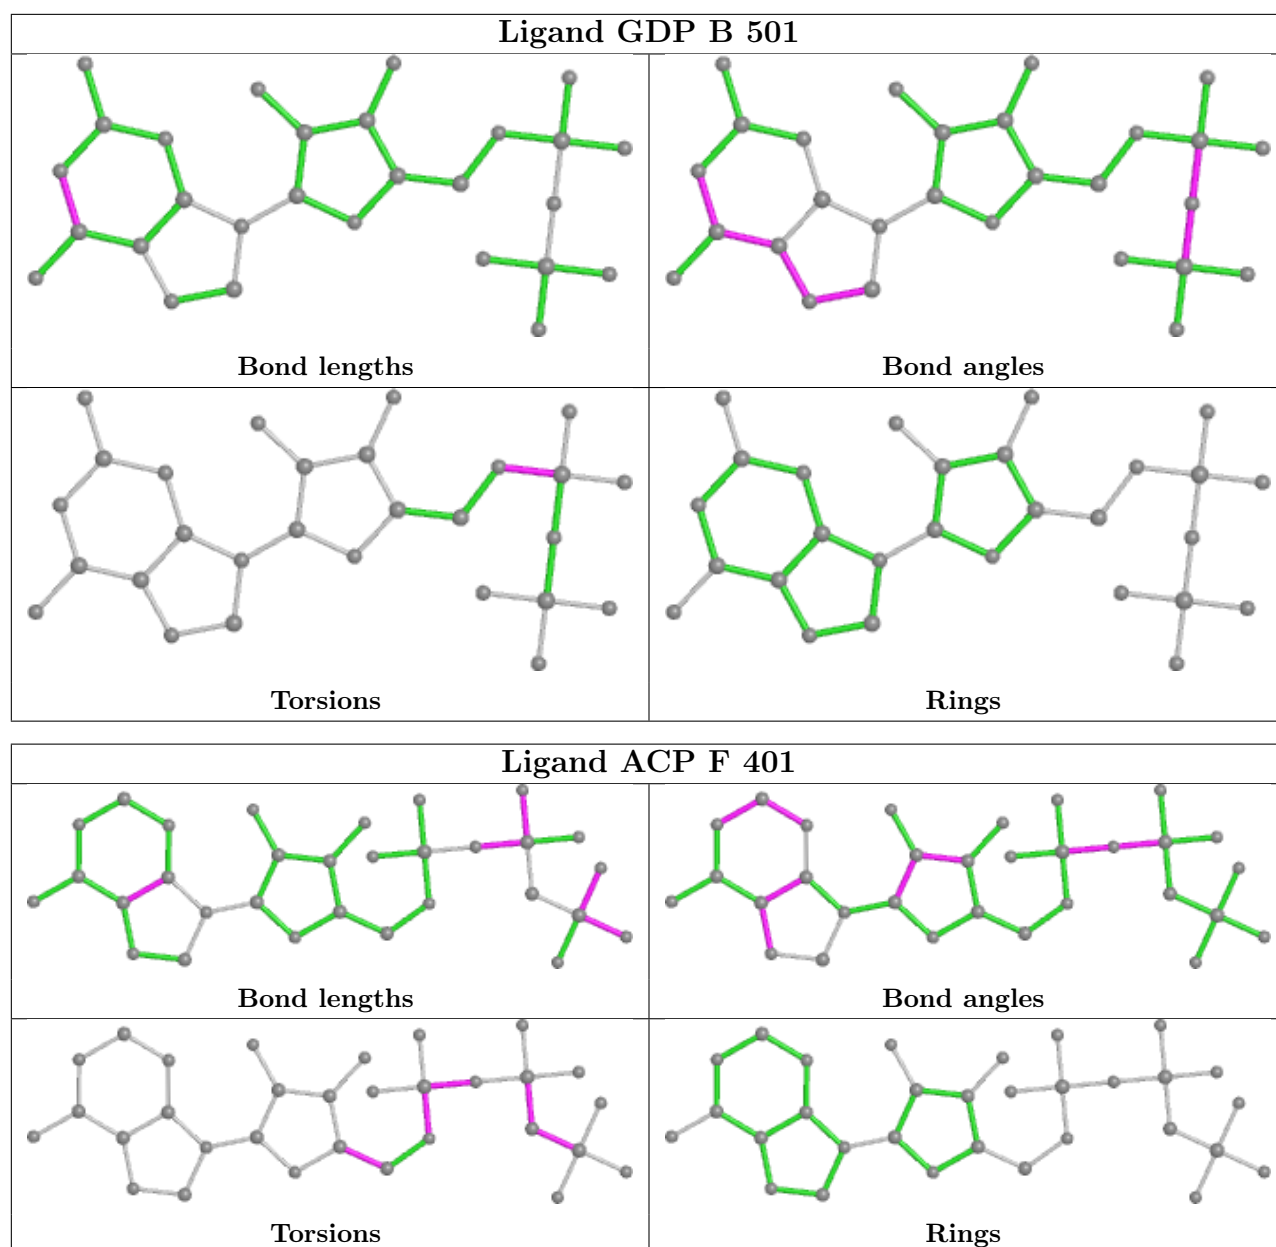 Ligand GDP B 501
Bond lengths
Bond angles
Torsions
Rings
Ligand ACP F 401
Bond lengths
Bond angles
Torsions
Rings